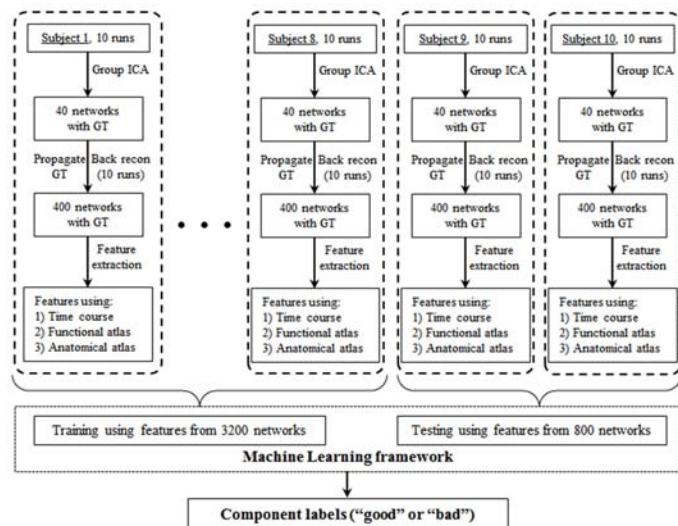 Subject 1, 10 runs
Group ICA
40 networks
with GT
Propagate GT
Back recon (10 runs)
400 networks
with GT
Feature
extraction
Features using:
1) Time course
2) Functional atlas
3) Anatomical atlas
Subject 8, 10 runs
Group ICA
40 networks
with GT
Propagate GT
Back recon (10 runs)
400 networks
with GT
Feature
extraction
Features using:
1) Time course
2) Functional atlas
3) Anatomical atlas
Subject 9, 10 runs
Group ICA
40 networks
with GT
Propagate GT
Back recon (10 runs)
400 networks
with GT
Feature
extraction
Features using:
1) Time course
2) Functional atlas
3) Anatomical atlas
Subject 10, 10 runs
Group ICA
40 networks
with GT
Propagate GT
Back recon (10 runs)
400 networks
with GT
Feature
extraction
Features using:
1) Time course
2) Functional atlas
3) Anatomical atlas
Training using features from 3200 networks
Testing using features from 800 networks
Machine Learning framework
Component labels (“good” or “bad”)